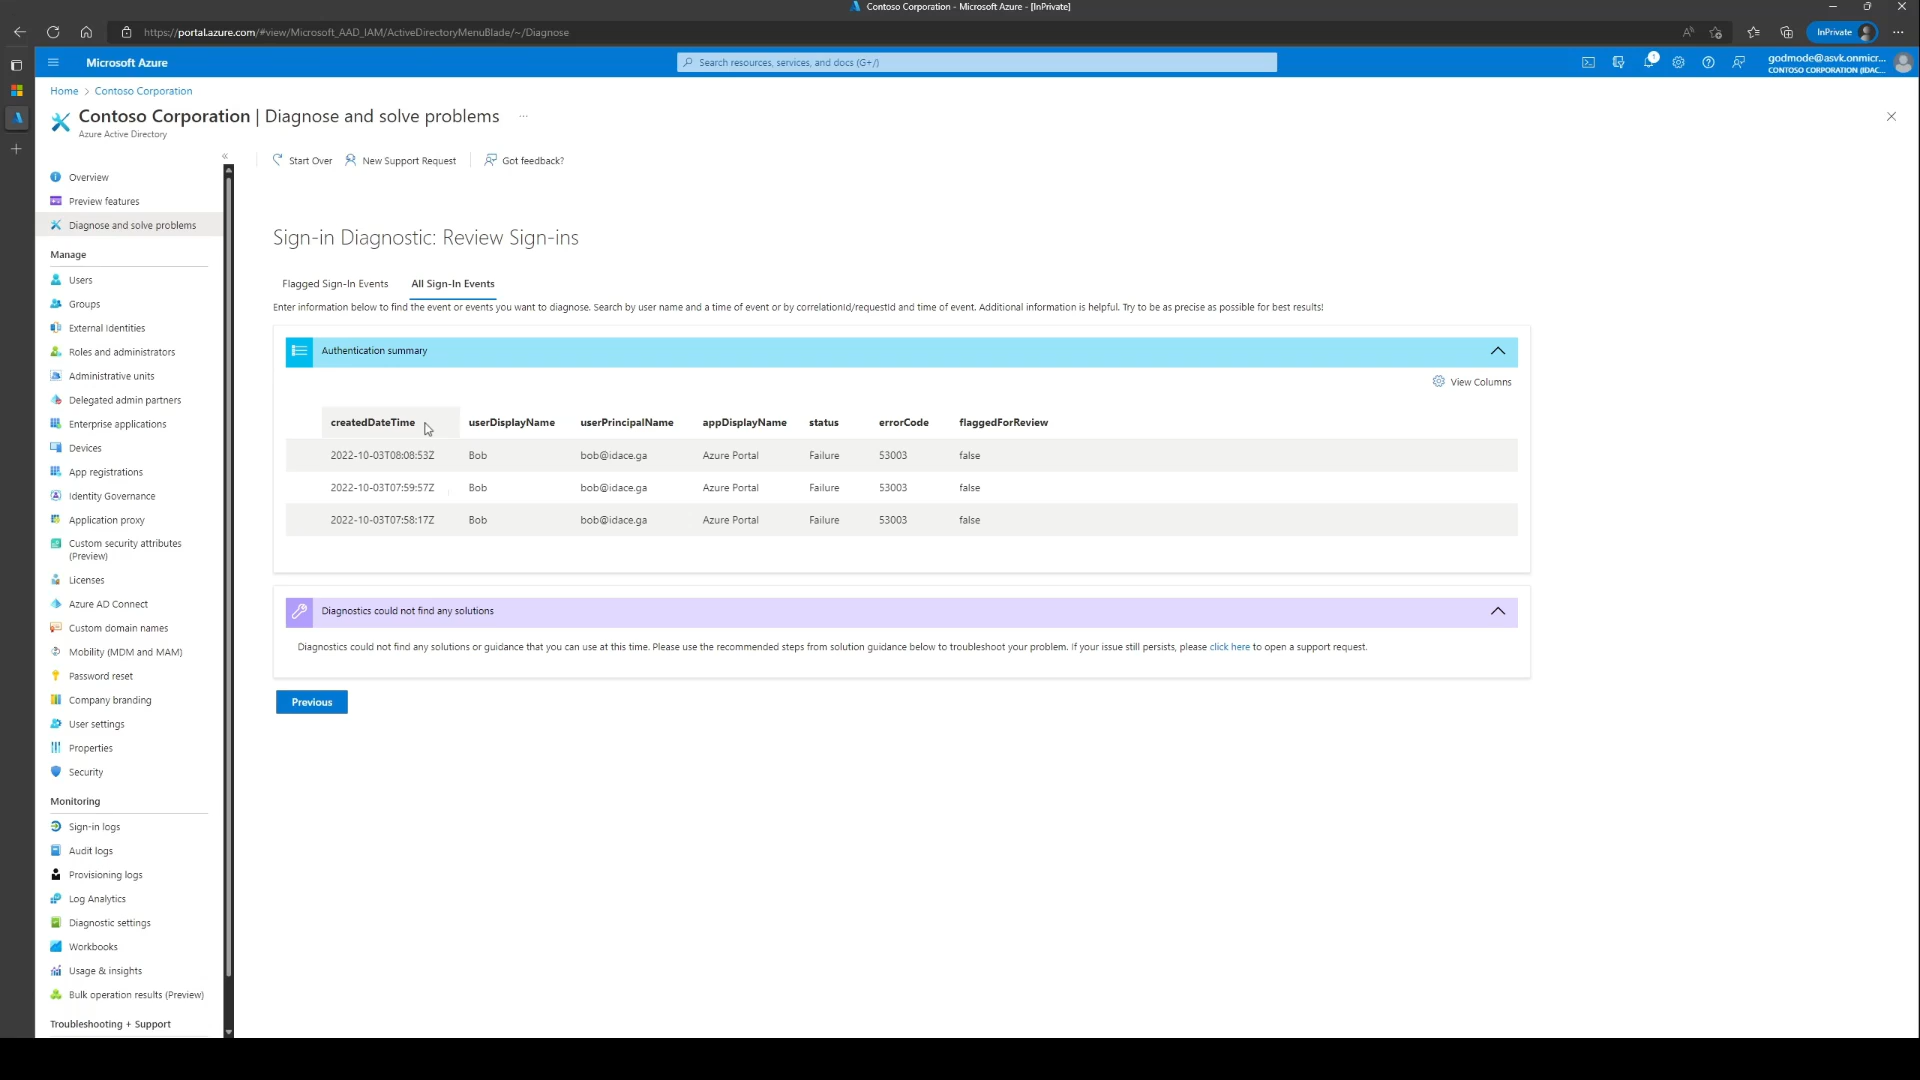 Contoso Corporation - Microsoft Azure - [InPrivate]
https://portal.azure.com/#view/Microsoft_AAD_IAM/ActiveDirectoryMenuBlade/~/Diagnose
InPrivate
Microsoft Azure
Search resources, services, and docs (G+/)
1
godmode@asvk.onmicr...
CONTOSO CORPORATION (IDAC...
Home > Contoso Corporation
Contoso Corporation | Diagnose and solve problems ...
Azure Active Directory
Start Over
New Support Request
Got feedback?
Overview
Preview features
Diagnose and solve problems
Manage
Users
Groups
External Identities
Roles and administrators
Administrative units
Delegated admin partners
Enterprise applications
Devices
App registrations
Identity Governance
Application proxy
Custom security attributes
(Preview)
Licenses
Azure AD Connect
Custom domain names
Mobility (MDM and MAM)
Password reset
Company branding
User settings
Properties
Security
Monitoring
Sign-in logs
Audit logs
Provisioning logs
Log Analytics
Diagnostic settings
Workbooks
Usage & insights
Bulk operation results (Preview)
Troubleshooting + Support
Sign-in Diagnostic: Review Sign-ins
Flagged Sign-In Events All Sign-In Events
Enter information below to find the event or events you want to diagnose. Search by user name and a time of event or by correlationId/requestId and time of event. Additional information is helpful. Try to be as precise as possible for best results!
Authentication summary
View Columns
createdDateTime userDisplayName userPrincipalName appDisplayName status errorCode flaggedForReview
2022-10-03T08:08:53Z Bob bob@idace.ga Azure Portal Failure 53003 false
2022-10-03T07:59:57Z Bob bob@idace.ga Azure Portal Failure 53003 false
2022-10-03T07:58:17Z Bob bob@idace.ga Azure Portal Failure 53003 false
Diagnostics could not find any solutions
Diagnostics could not find any solutions or guidance that you can use at this time. Please use the recommended steps from solution guidance below to troubleshoot your problem. If your issue still persists, please click here to open a support request.
Previous